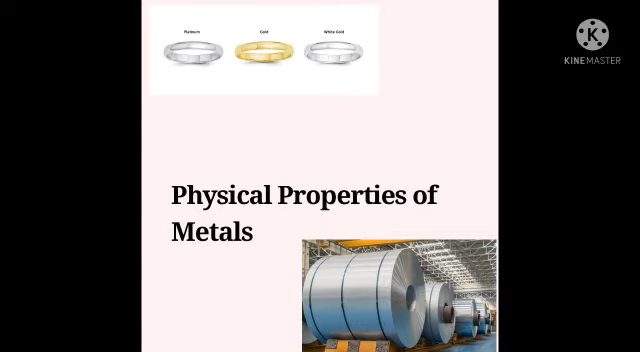 Platinum Gold White Gold
KINEMASTER
Physical Properties of
Metals